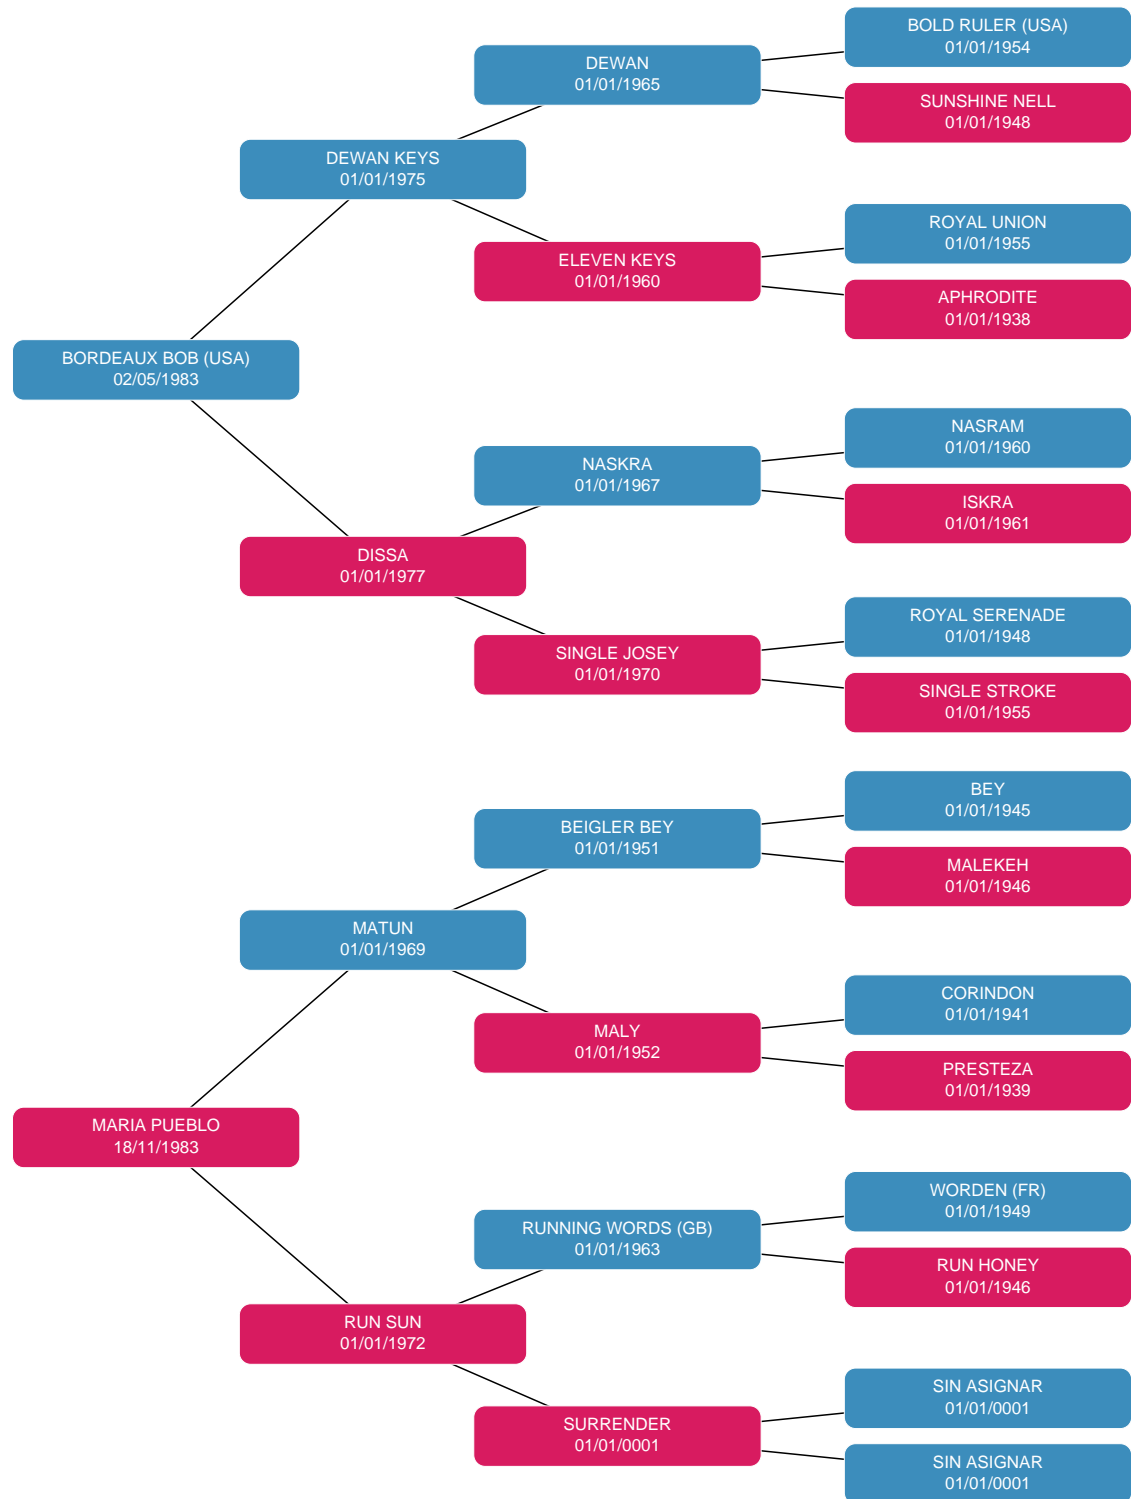 BOLD RULER (USA)
01/01/1954
DEWAN
01/01/1965
SUNSHINE NELL
01/01/1948
DEWAN KEYS
01/01/1975
ROYAL UNION
01/01/1955
ELEVEN KEYS
01/01/1960
APHRODITE
01/01/1938
BORDEAUX BOB (USA)
02/05/1983
NASRAM
01/01/1960
NASKRA
01/01/1967
ISKRA
01/01/1961
DISSA
01/01/1977
ROYAL SERENADE
01/01/1948
SINGLE JOSEY
01/01/1970
SINGLE STROKE
01/01/1955
BEY
01/01/1945
BEIGLER BEY
01/01/1951
MALEKEH
01/01/1946
MATUN
01/01/1969
CORINDON
01/01/1941
MALY
01/01/1952
PRESTEZA
01/01/1939
MARIA PUEBLO
18/11/1983
WORDEN (FR)
01/01/1949
RUNNING WORDS (GB)
01/01/1963
RUN HONEY
01/01/1946
RUN SUN
01/01/1972
SIN ASIGNAR
01/01/0001
SURRENDER
01/01/0001
SIN ASIGNAR
01/01/0001